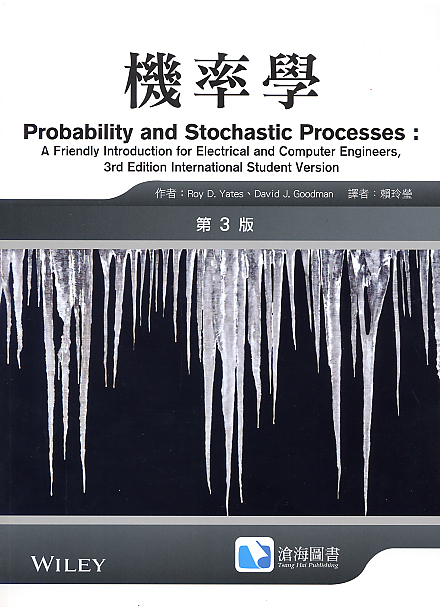 機率學
Probability and Stochastic Processes :
A Friendly Introduction for Electrical and Computer Engineers,
3rd Edition International Student Version
作者：Roy D. Yates、David J. Goodman 譯者：賴玲瑩
第 3 版
WILEY
滄海圖書
Tsang Hai Publishing